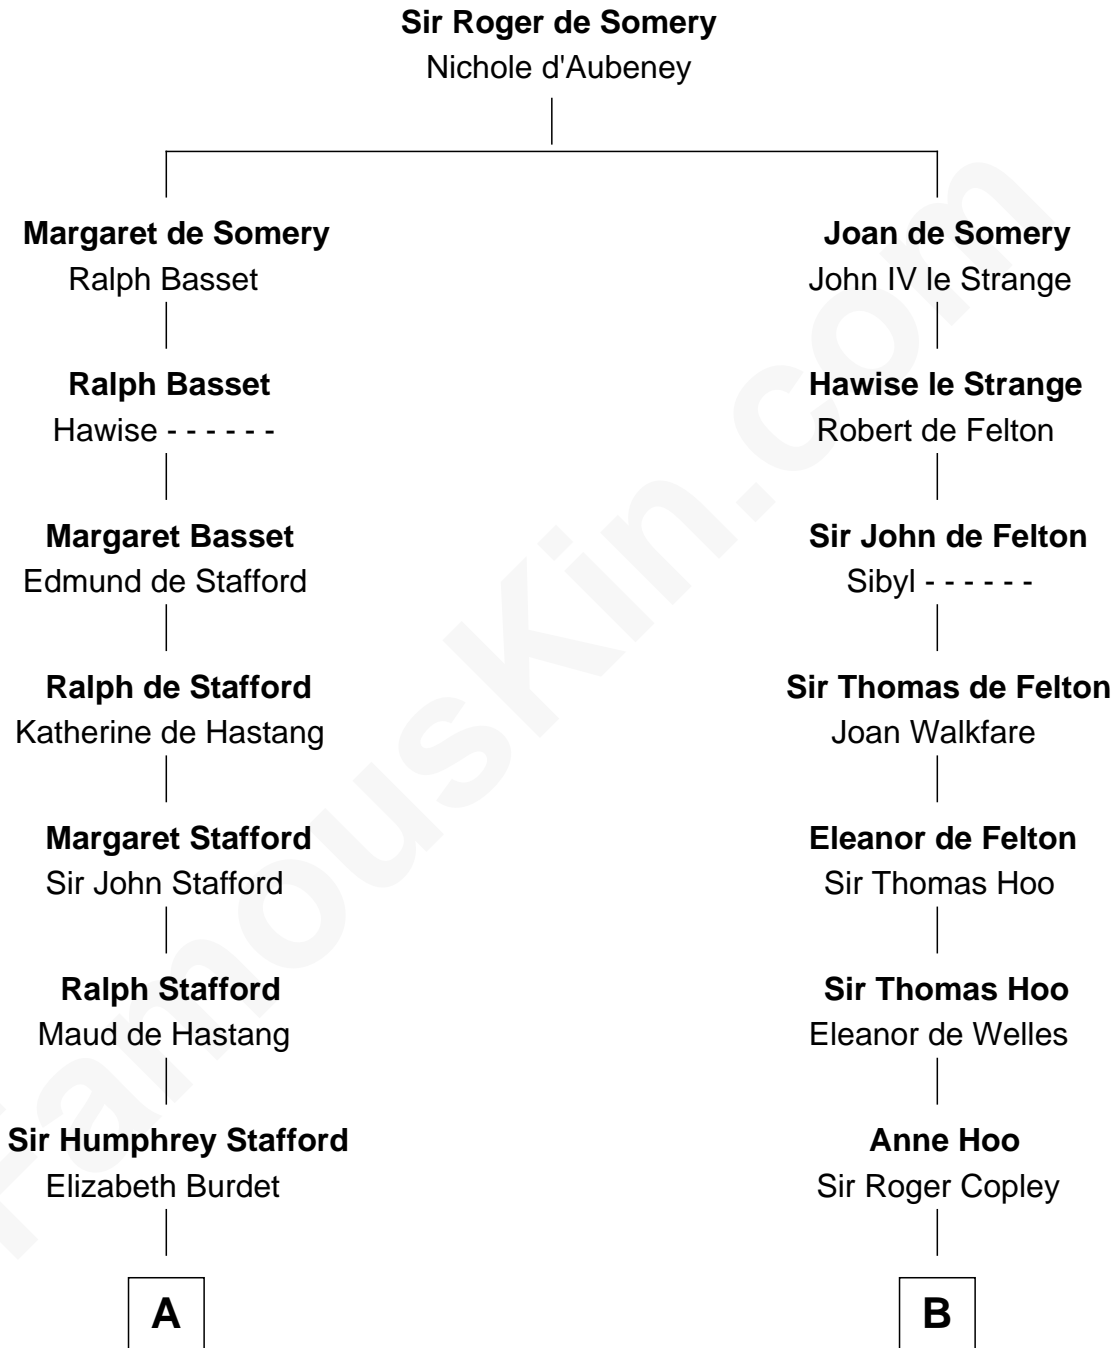 Sir Roger de Somery
Nichole d'Aubeney
Margaret de Somery
Ralph Basset
Joan de Somery
John IV le Strange
Ralph Basset
Hawise - - - - - -
Hawise le Strange
Robert de Felton
Margaret Basset
Edmund de Stafford
Sir John de Felton
Sibyl - - - - - -
Ralph de Stafford
Katherine de Hastang
Sir Thomas de Felton
Joan Walkfare
Margaret Stafford
Sir John Stafford
Eleanor de Felton
Sir Thomas Hoo
Ralph Stafford
Maud de Hastang
Sir Thomas Hoo
Eleanor de Welles
Sir Humphrey Stafford
Elizabeth Burdet
Anne Hoo
Sir Roger Copley
A
B
FamousKin.com